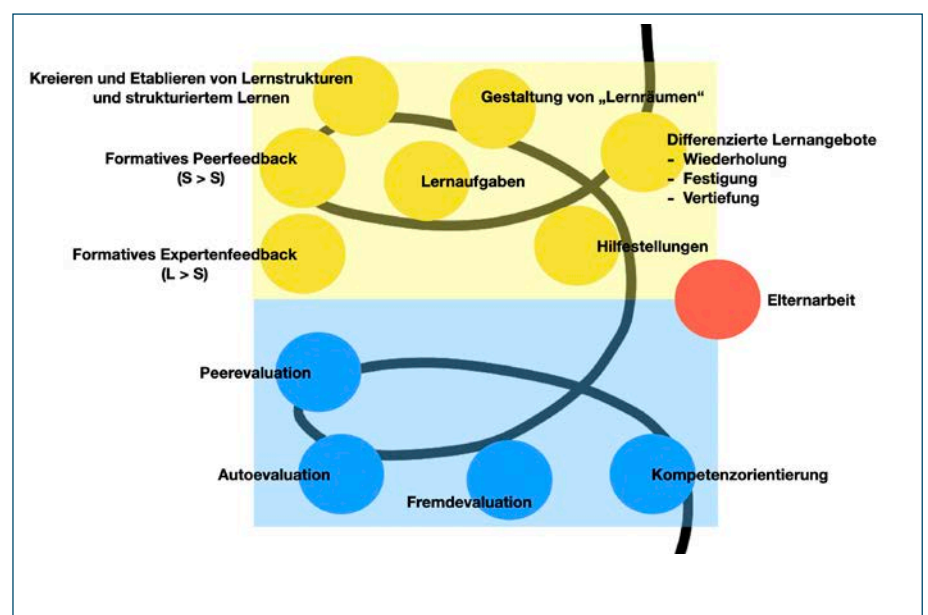 Kreieren und Etablieren von Lernstrukturen
und strukturiertem Lernen
Gestaltung von „Lernräumen“
Formatives Peerfeedback
(S > S)
Lernaufgaben
Differenzierte Lernangebote
- Wiederholung
- Festigung
- Vertiefung
Formatives Expertenfeedback
(L > S)
Hilfestellungen
Elternarbeit
Peerevaluation
Autoevaluation
Fremdevaluation
Kompetenzorientierung